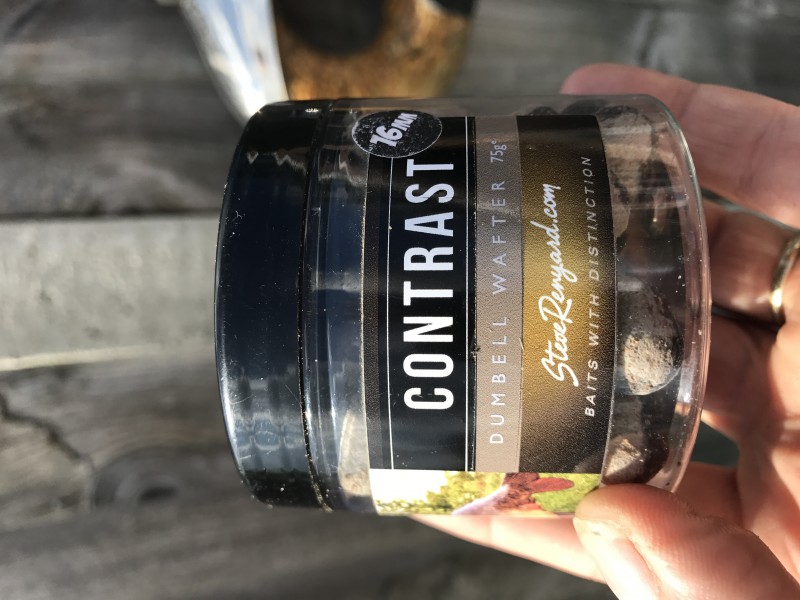 16mm
CONTRAST
DUMBELL WAFTER 75g
SteveRenyard.com
BAITS WITH DISTINCTION